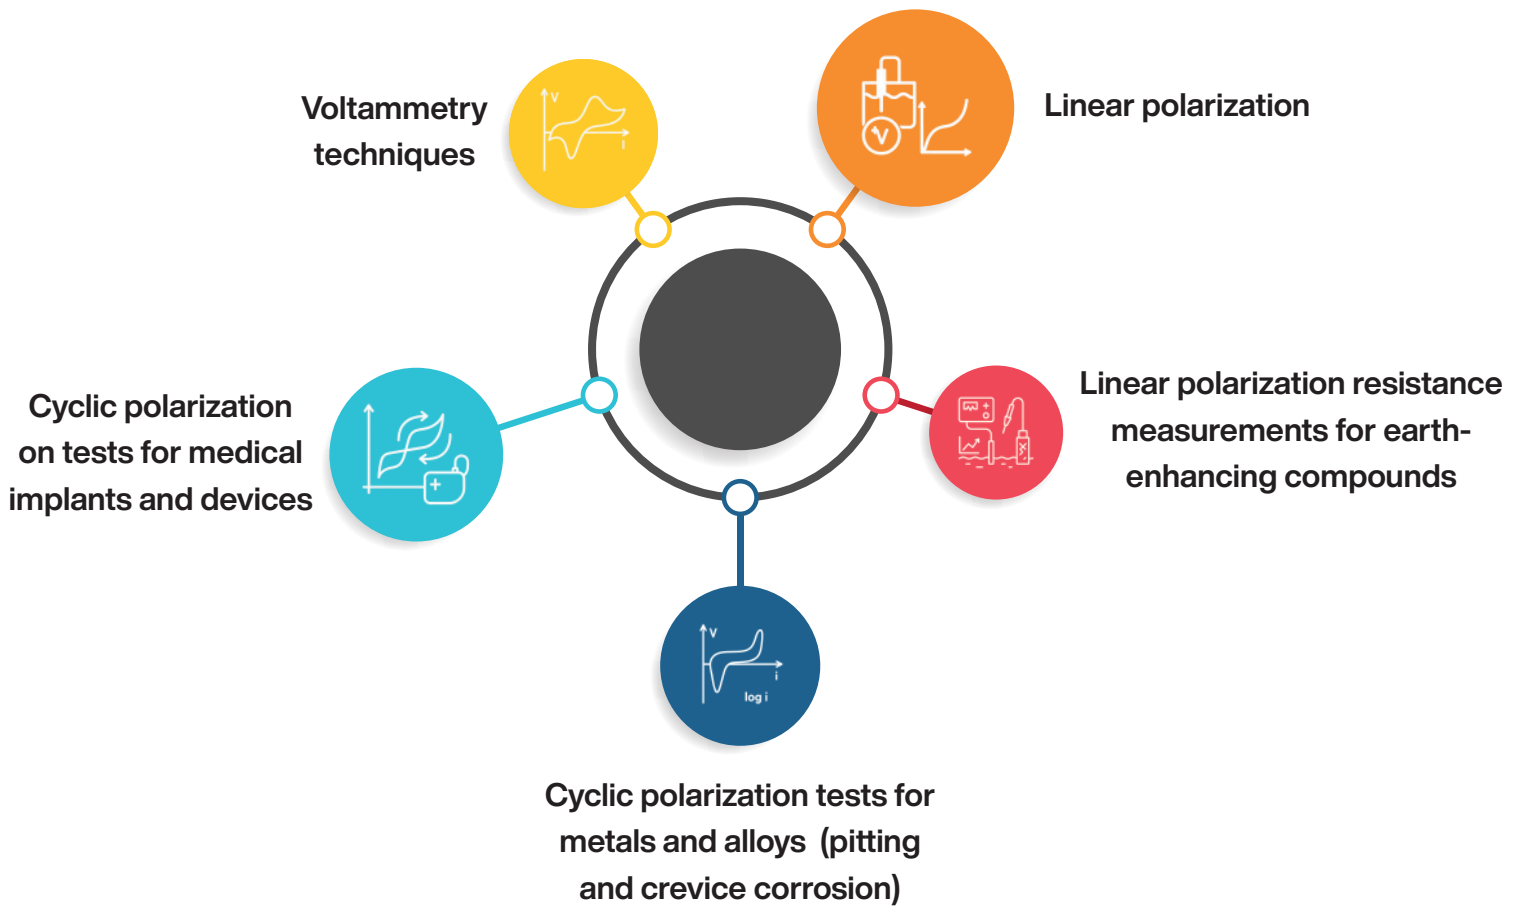 Voltammetry
techniques
V
i
V
Linear polarization
Cyclic polarization
on tests for medical
implants and devices
Linear polarization resistance
measurements for earth-
enhancing compounds
V
i
log i
Cyclic polarization tests for
metals and alloys (pitting
and crevice corrosion)